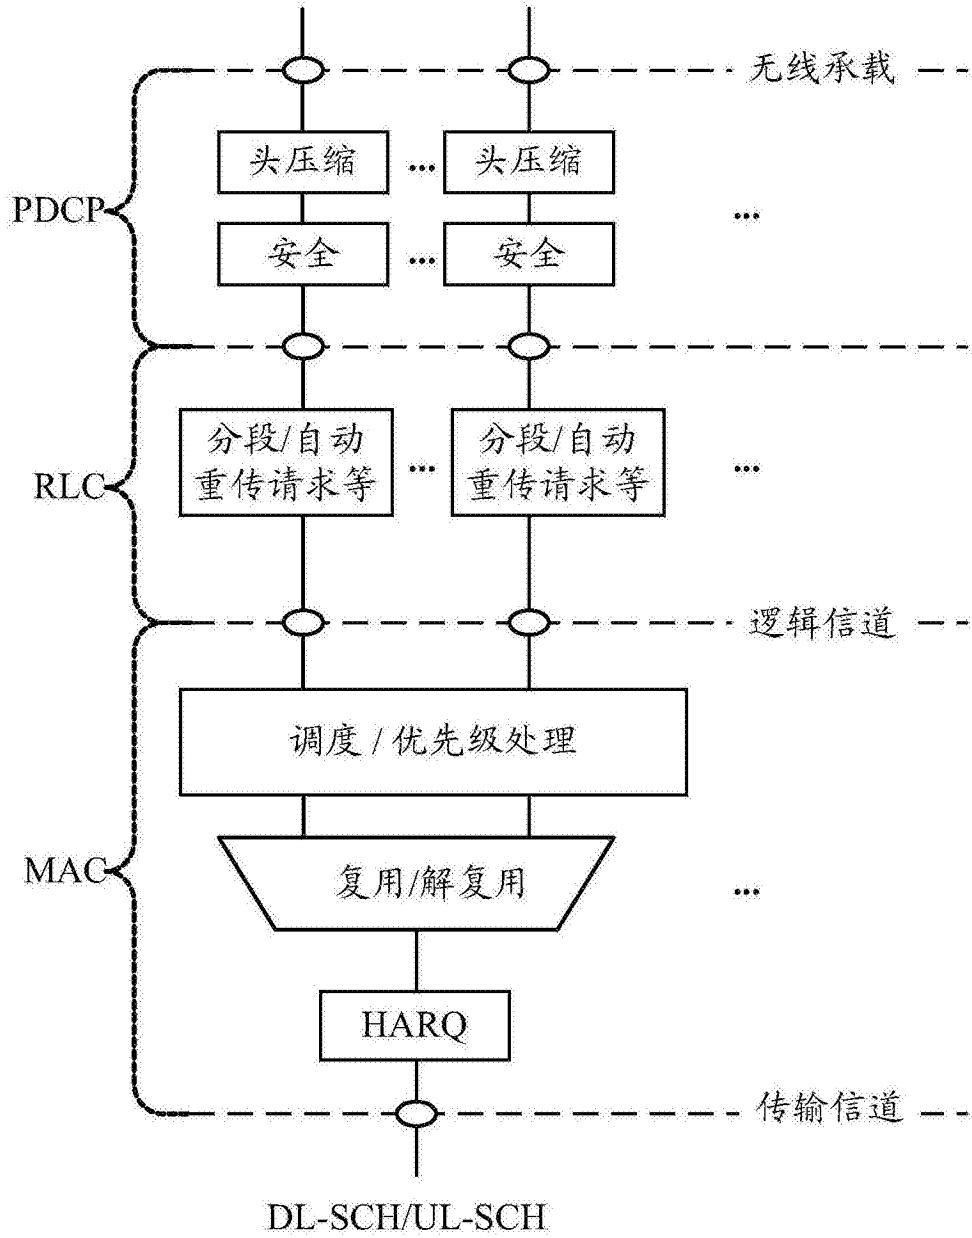 无线承载
头压缩 ... 头压缩
PDCP
...
安全 ... 安全
分段/自动
重传请求等
...
分段/自动
重传请求等
...
RLC
逻辑信道
调度 / 优先级处理
MAC
复用/解复用
...
HARQ
传输信道
DL-SCH/UL-SCH